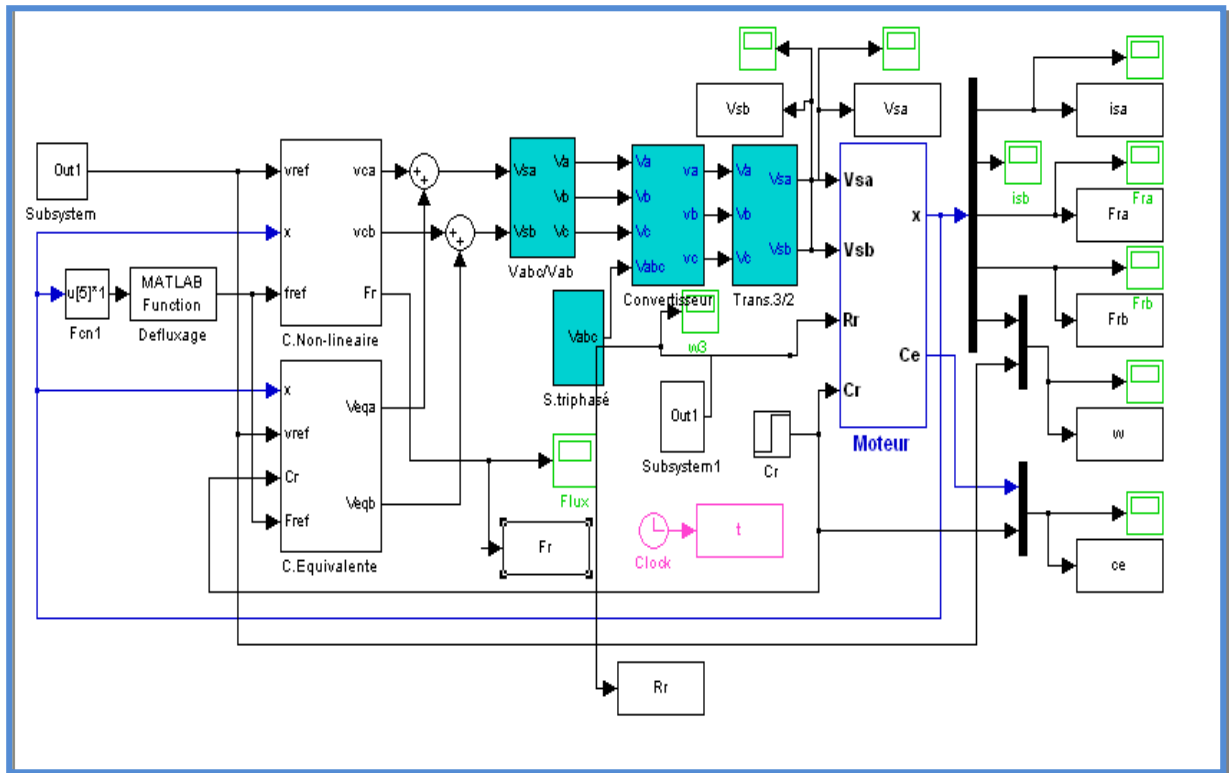 Out1
Subsystem
u[5]*1
Fcn1
MATLAB
Function
Defluxage
vref
x
fref
vca
vcb
Fr
C.Non-lineaire
x
vref
Cr
Fref
Veqa
Veqb
C.Equivalente
+
+
+
+
Vsa
Vsb
Va
Vb
Vc
Vabc/Vab
Va
Vb
Vc
Vabc
va
vb
vc
Convertisseur
Va
Vb
Vc
Vsa
Vsb
Trans.3/2
Vabc
S.triphasé
w3
Out1
Subsystem1
Cr
Flux
Fr
Clock
t
Rr
Vsb
Vsa
Vsa
Vsb
Rr
Cr
x
Ce
Moteur
isa
isb
Fra
Fra
Frb
Frb
w
ce